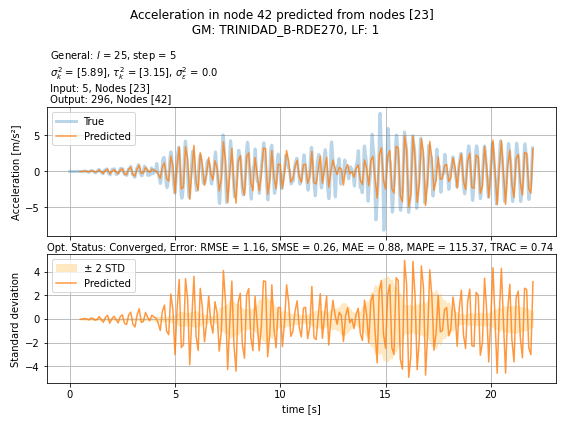 Acceleration in node 42 predicted from nodes [23]
GM: TRINIDAD_B-RDE270, LF: 1
General: l = 25, step = 5
σ²ₖ = [5.89], τ²ₖ = [3.15], σ²ₑ = 0.0
Input: 5, Nodes [23]
Output: 296, Nodes [42]
Acceleration [m/s²]
5
0
−5
True
Predicted
Opt. Status: Converged, Error: RMSE = 1.16, SMSE = 0.26, MAE = 0.88, MAPE = 115.37, TRAC = 0.74
Standard deviation
4
2
0
−2
−4
± 2 STD
Predicted
0 5 10 15 20
time [s]